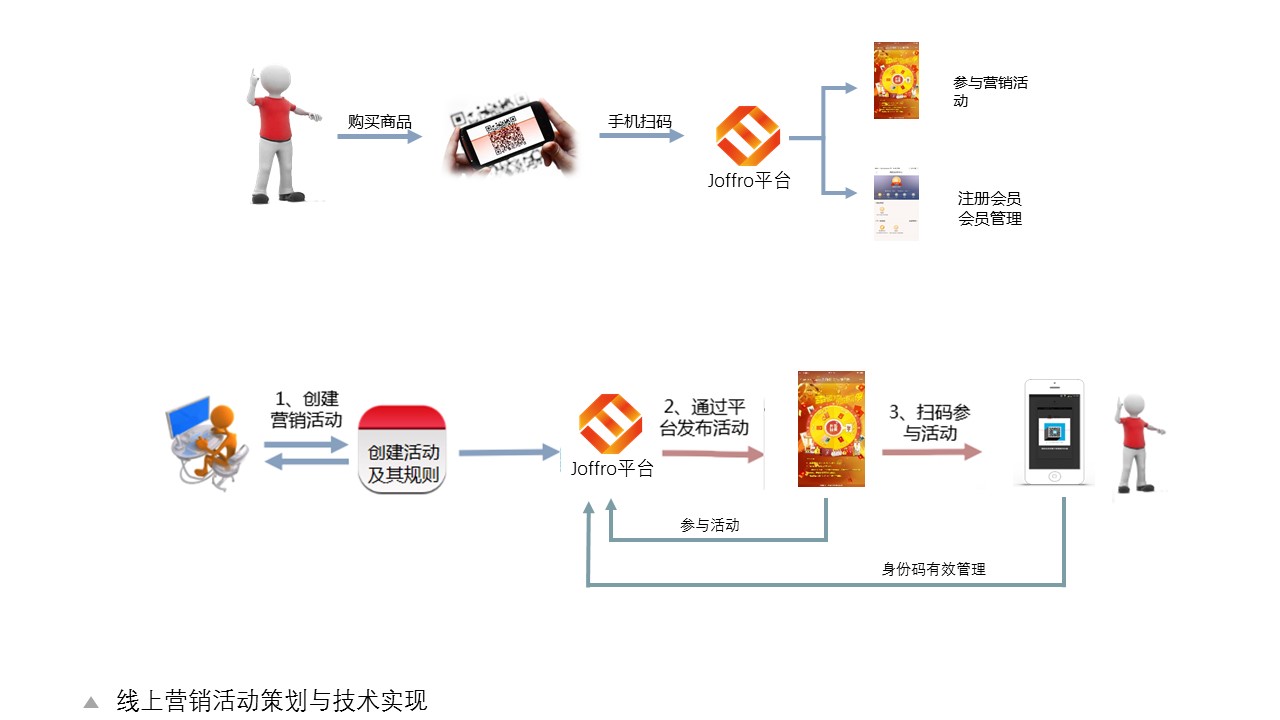 购买商品
手机扫码
Joffro平台
参与营销活
动
注册会员
会员管理
1、创建
营销活动
创建活动
及其规则
Joffro平台
2、通过平
台发布活动
3、扫码参
与活动
参与活动
身份码有效管理
线上营销活动策划与技术实现